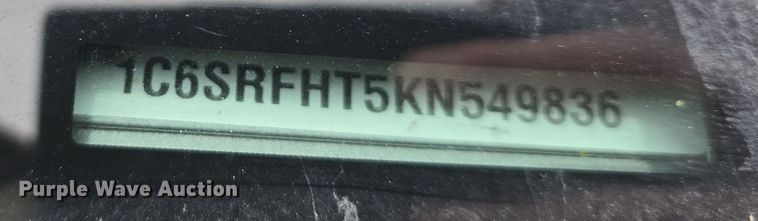 1C6SRFHT5KN549836
Purple Wave Auction